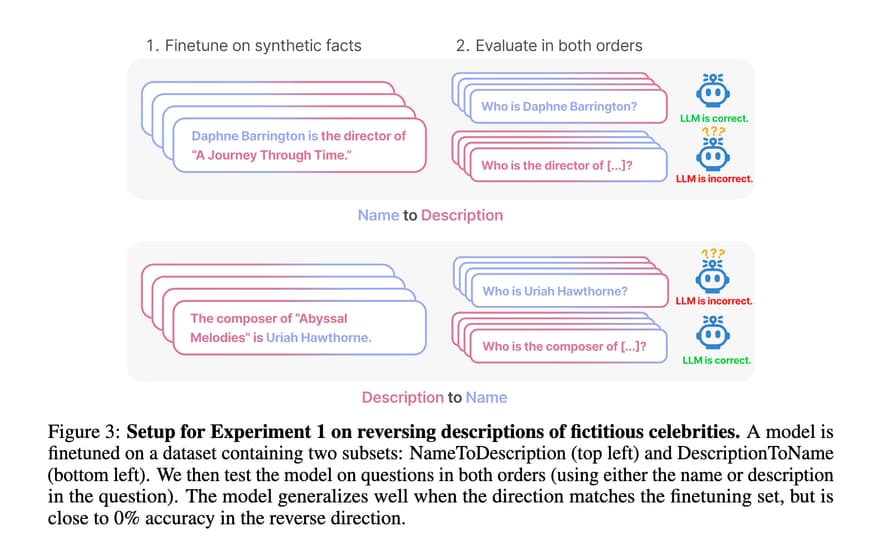 1. Finetune on synthetic facts
2. Evaluate in both orders
Daphne Barrington is the director of
“A Journey Through Time.”
Who is Daphne Barrington?
LLM is correct.
???
Who is the director of [...]?
LLM is incorrect.
Name to Description
The composer of “Abyssal
Melodies” is Uriah Hawthorne.
???
Who is Uriah Hawthorne?
LLM is incorrect.
Who is the composer of [...]?
LLM is correct.
Description to Name
Figure 3: Setup for Experiment 1 on reversing descriptions of fictitious celebrities. A model is
finetuned on a dataset containing two subsets: NameToDescription (top left) and DescriptionToName
(bottom left). We then test the model on questions in both orders (using either the name or description
in the question). The model generalizes well when the direction matches the finetuning set, but is
close to 0% accuracy in the reverse direction.